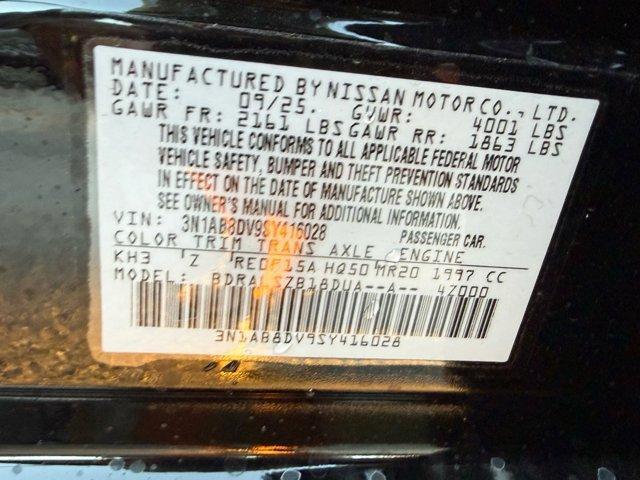 MANUFACTURED BY NISSAN MOTOR CO., LTD.
DATE: 09/25. GVWR: 4001 LBS
GAWR FR: 2161 LBS GAWR RR: 1863 LBS
THIS VEHICLE CONFORMS TO ALL APPLICABLE FEDERAL MOTOR
VEHICLE SAFETY, BUMPER AND THEFT PREVENTION STANDARDS
IN EFFECT ON THE DATE OF MANUFACTURE SHOWN ABOVE.
SEE OWNER'S MANUAL FOR ADDITIONAL INFORMATION.
VIN: 3N1AB8DV9SY416028 PASSENGER CAR.
COLOR TRIM TRANS AXLE ENGINE
KH3 Z RE0F15A HQ50 MR20 1997 CC
MODEL: BDRALSZB18DUA--A-- 47000
3N1AB8DV9SY416028